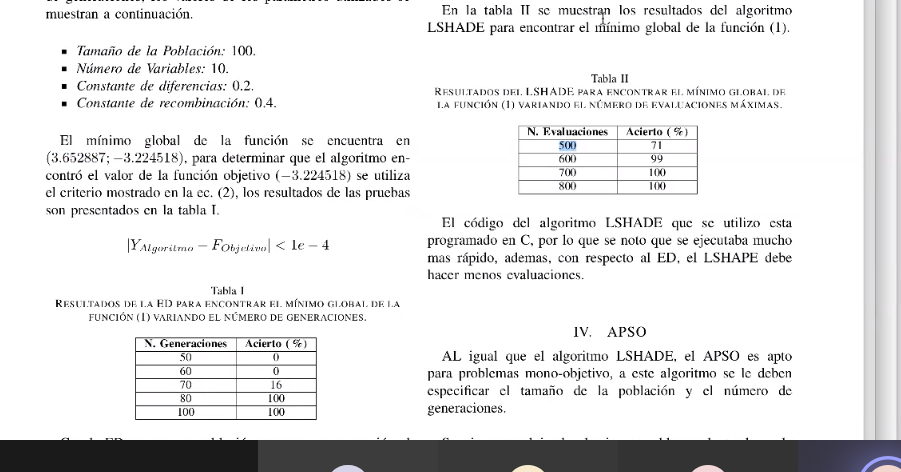 muestran a continuación.
Tamaño de la Población: 100.
Número de Variables: 10.
Constante de diferencias: 0.2.
Constante de recombinación: 0.4.
El mínimo global de la función se encuentra en
(3.652887; −3.224518), para determinar que el algoritmo en-
contró el valor de la función objetivo (−3.224518) se utiliza
el criterio mostrado en la ec. (2), los resultados de las pruebas
son presentados en la tabla I.
|Y_Algoritmo − F_Objetivo| < 1e − 4
Tabla I
RESULTADOS DE LA ED PARA ENCONTRAR EL MÍNIMO GLOBAL DE LA
FUNCIÓN (1) VARIANDO EL NÚMERO DE GENERACIONES.
N. Generaciones Acierto (%)
50 0
60 0
70 16
80 100
100 100
En la tabla II se muestran los resultados del algoritmo
LSHADE para encontrar el mínimo global de la función (1).
Tabla II
RESULTADOS DEL LSHADE PARA ENCONTRAR EL MÍNIMO GLOBAL DE
LA FUNCIÓN (1) VARIANDO EL NÚMERO DE EVALUACIONES MÁXIMAS.
N. Evaluaciones Acierto (%)
500 71
600 99
700 100
800 100
El código del algoritmo LSHADE que se utilizo esta
programado en C, por lo que se noto que se ejecutaba mucho
mas rápido, ademas, con respecto al ED, el LSHAPE debe
hacer menos evaluaciones.
IV. APSO
AL igual que el algoritmo LSHADE, el APSO es apto
para problemas mono-objetivo, a este algoritmo se le deben
especificar el tamaño de la población y el número de
generaciones.